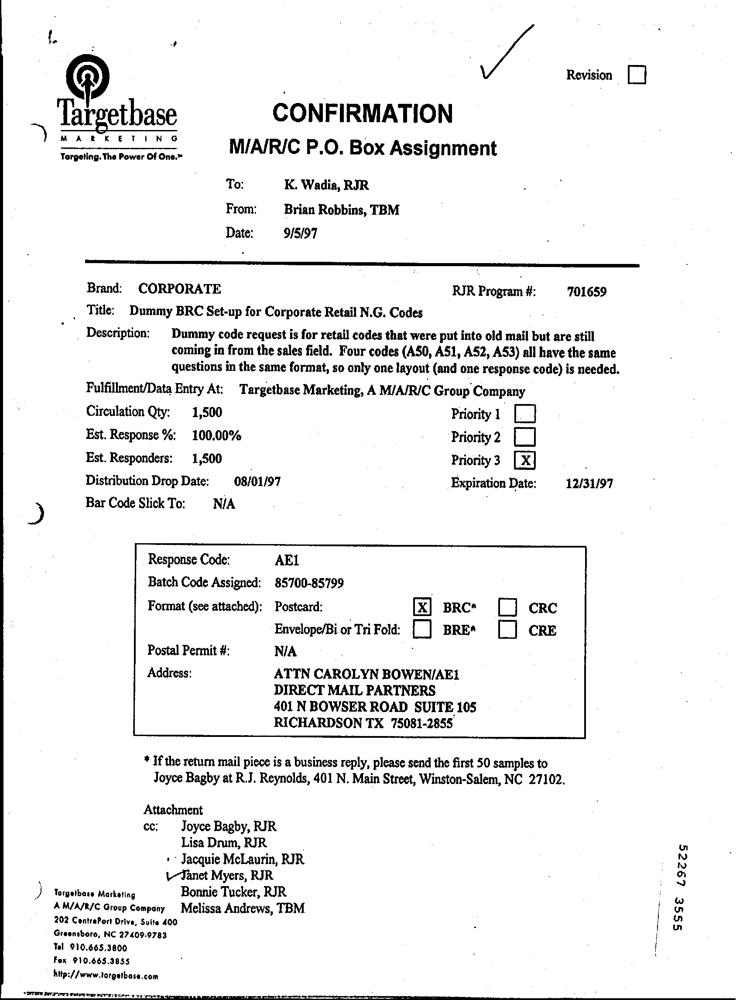 Revision
Targetbase
MARKETING
Targeting. The Power Of One.℠
CONFIRMATION
M/A/R/C P.O. Box Assignment
To: K. Wadia, RJR
From: Brian Robbins, TBM
Date: 9/5/97
Brand: CORPORATE RJR Program #: 701659
Title: Dummy BRC Set-up for Corporate Retail N.G. Codes
Description: Dummy code request is for retail codes that were put into old mail but are still
coming in from the sales field. Four codes (A50, A51, A52, A53) all have the same
questions in the same format, so only one layout (and one response code) is needed.
Fulfillment/Data Entry At: Targetbase Marketing, A M/A/R/C Group Company
Circulation Qty: 1,500 Priority 1
Est. Response %: 100.00% Priority 2
Est. Responders: 1,500 Priority 3 X
Distribution Drop Date: 08/01/97 Expiration Date: 12/31/97
Bar Code Slick To: N/A
Response Code: AE1
Batch Code Assigned: 85700-85799
Format (see attached): Postcard: X BRC* CRC
Envelope/Bi or Tri Fold: BRE* CRE
Postal Permit #: N/A
Address: ATTN CAROLYN BOWEN/AE1
DIRECT MAIL PARTNERS
401 N BOWSER ROAD SUITE 105
RICHARDSON TX 75081-2855
* If the return mail piece is a business reply, please send the first 50 samples to
Joyce Bagby at R.J. Reynolds, 401 N. Main Street, Winston-Salem, NC 27102.
Attachment
cc: Joyce Bagby, RJR
Lisa Drum, RJR
Jacquie McLaurin, RJR
Janet Myers, RJR
Bonnie Tucker, RJR
Melissa Andrews, TBM
Targetbase Marketing
A M/A/R/C Group Company
202 CentrePort Drive, Suite 400
Greensboro, NC 27409-9783
Tel 910.665.3800
Fax 910.665.3855
http://www.targetbase.com
52267 3555